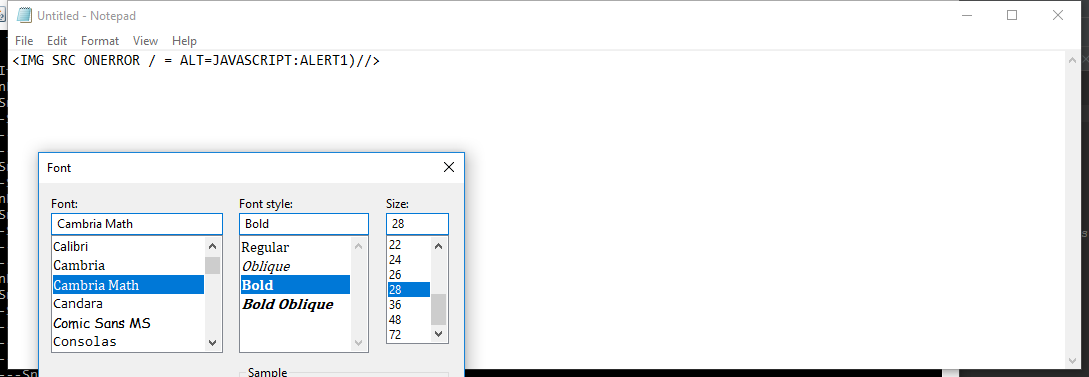 Untitled - Notepad
File Edit Format View Help
<IMG SRC ONERROR / = ALT=JAVASCRIPT:ALERT1)//>
Font
Font: Font style: Size:
Cambria Math Bold 28
Calibri Regular 22
Cambria Oblique 24
Cambria Math Bold 26
Candara Bold Oblique 28
Comic Sans MS 36
Consolas 48
72
Sample